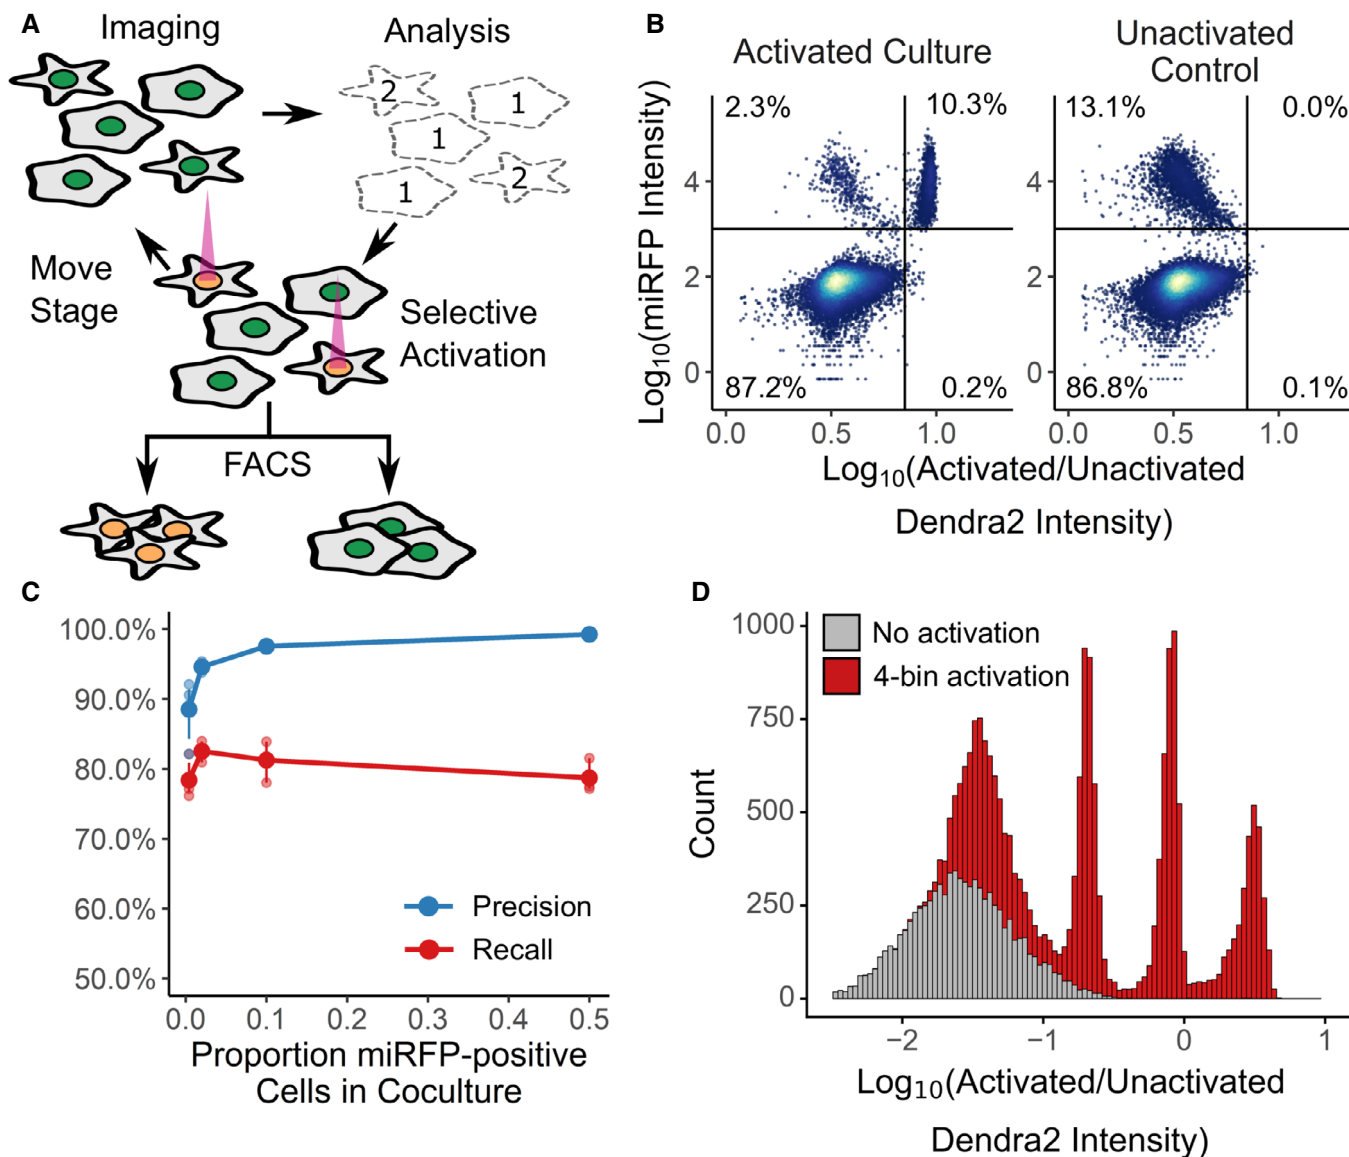 A
Imaging
Analysis
2
1
1
1
2
Move
Stage
Selective
Activation
FACS
B
Activated Culture
Unactivated
Control
Log10(miRFP Intensity)
2.3%
10.3%
13.1%
0.0%
4
4
2
2
0
0
87.2%
0.2%
86.8%
0.1%
0.0
0.5
1.0
0.0
0.5
1.0
Log10(Activated/Unactivated
Dendra2 Intensity)
C
100.0%
90.0%
80.0%
70.0%
60.0%
50.0%
Precision
Recall
0.0
0.1
0.2
0.3
0.4
0.5
Proportion miRFP-positive
Cells in Coculture
D
Count
1000
750
500
250
0
No activation
4-bin activation
−2
−1
0
1
Log10(Activated/Unactivated
Dendra2 Intensity)